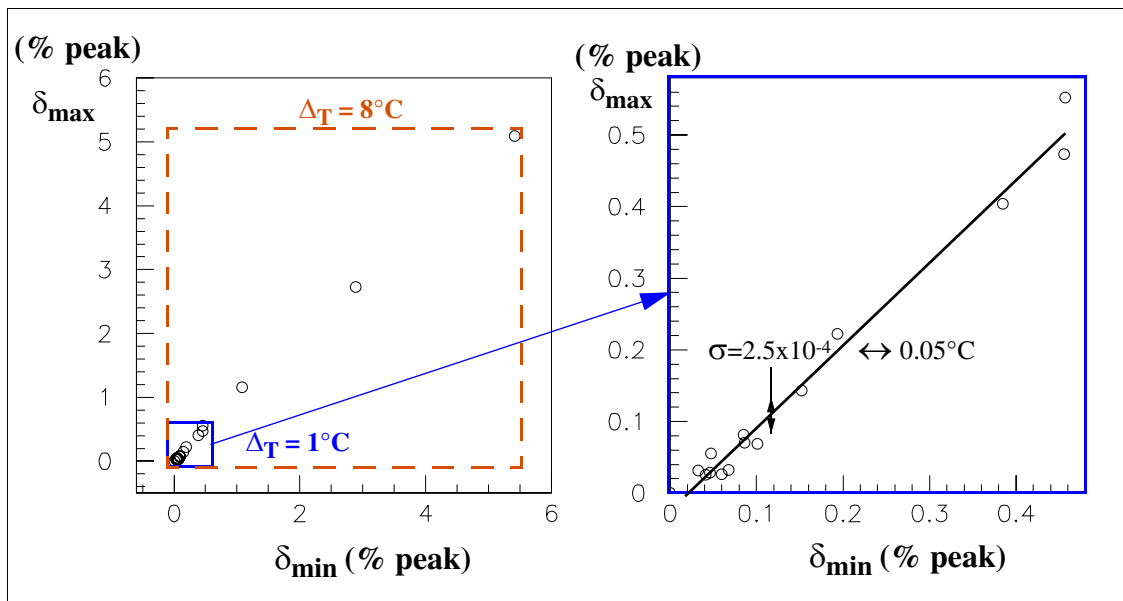 (% peak)
δmax
6
5
4
3
2
1
0
0 2 4 6
δmin (% peak)
ΔT = 8°C
ΔT = 1°C
(% peak)
δmax
0.5
0.4
0.3
0.2
0.1
0
0 0.1 0.2 0.3 0.4
δmin (% peak)
σ=2.5x10-4 ↔ 0.05°C